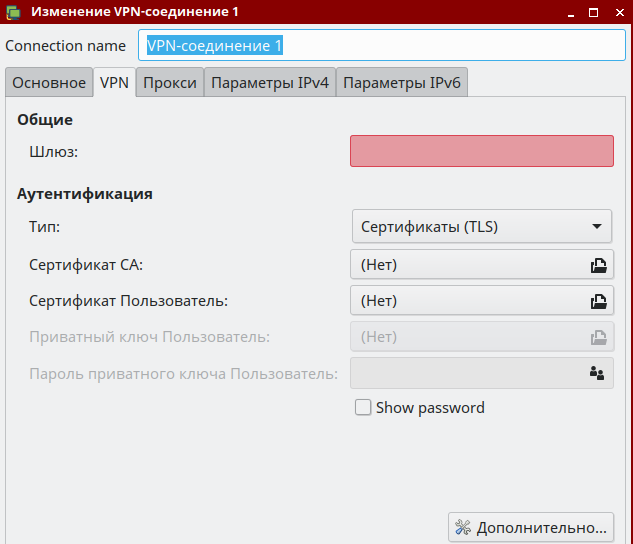 Изменение VPN-соединение 1
Connection name VPN-соединение 1
Основное VPN Прокси Параметры IPv4 Параметры IPv6
Общие
Шлюз:
Аутентификация
Тип: Сертификаты (TLS)
Сертификат CA: (Нет)
Сертификат Пользователь: (Нет)
Приватный ключ Пользователь: (Нет)
Пароль приватного ключа Пользователь:
Show password
Дополнительно...